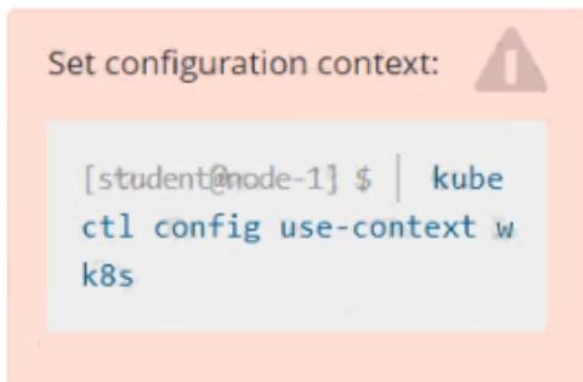 Set configuration context:
[student@node-1] $ | kube
ctl config use-context w
k8s